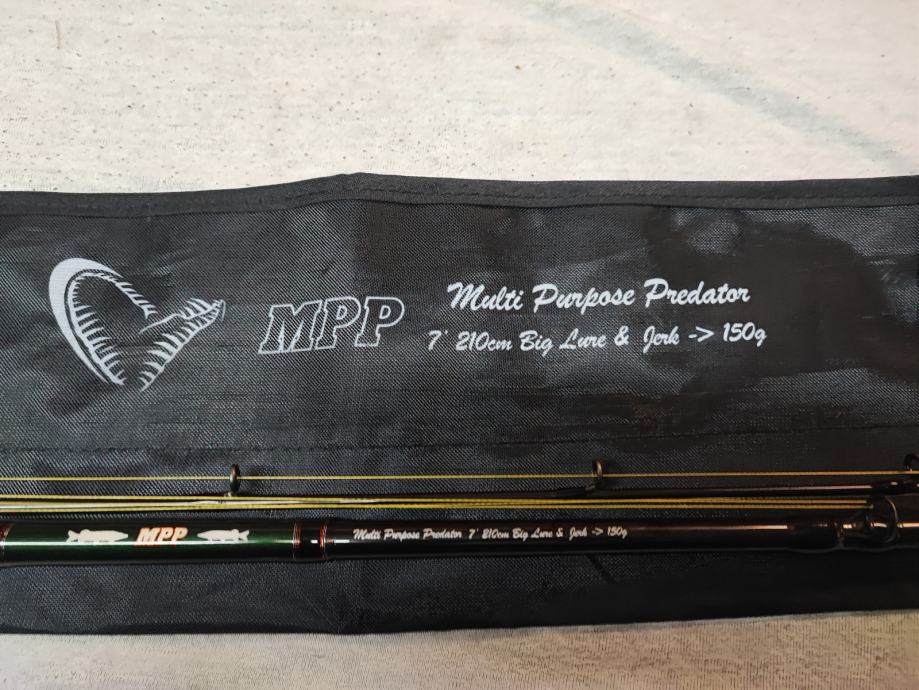 MPP
Multi Purpose Predator
7' 210cm Big Lure & Jerk -> 150g
MPP
Multi Purpose Predator 7' 210cm Big Lure & Jerk -> 150g